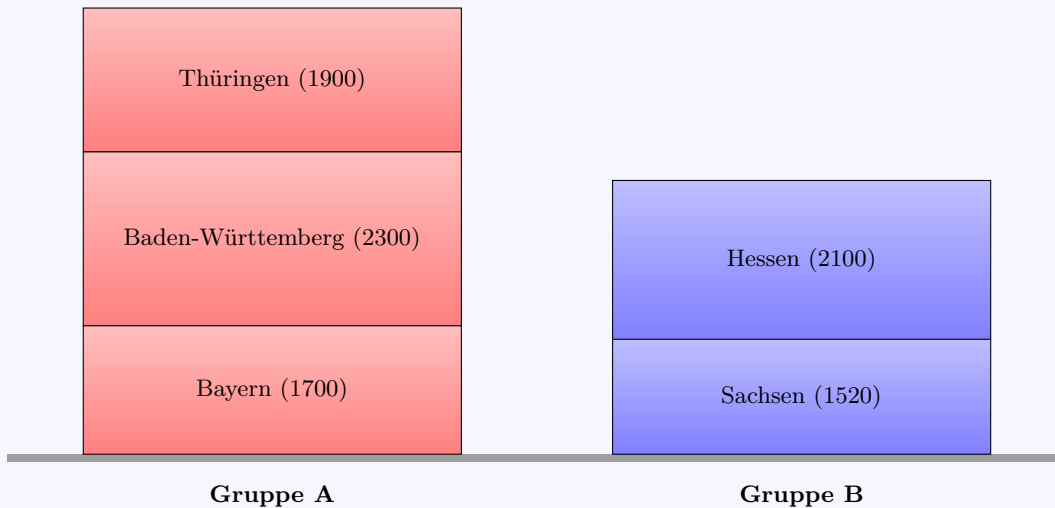 Thüringen (1900)
Baden-Württemberg (2300)
Bayern (1700)
Hessen (2100)
Sachsen (1520)
Gruppe A
Gruppe B